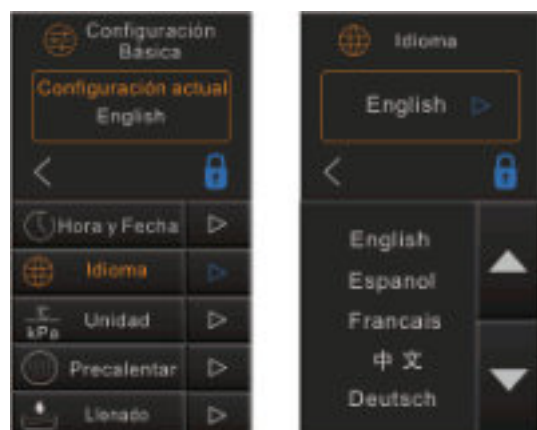 Configuración
Básica
Configuración actual
English
Hora y Fecha
Idioma
℃
kPa
Unidad
Precalentar
Llenado
Idioma
English
English
Espanol
Francais
中文
Deutsch